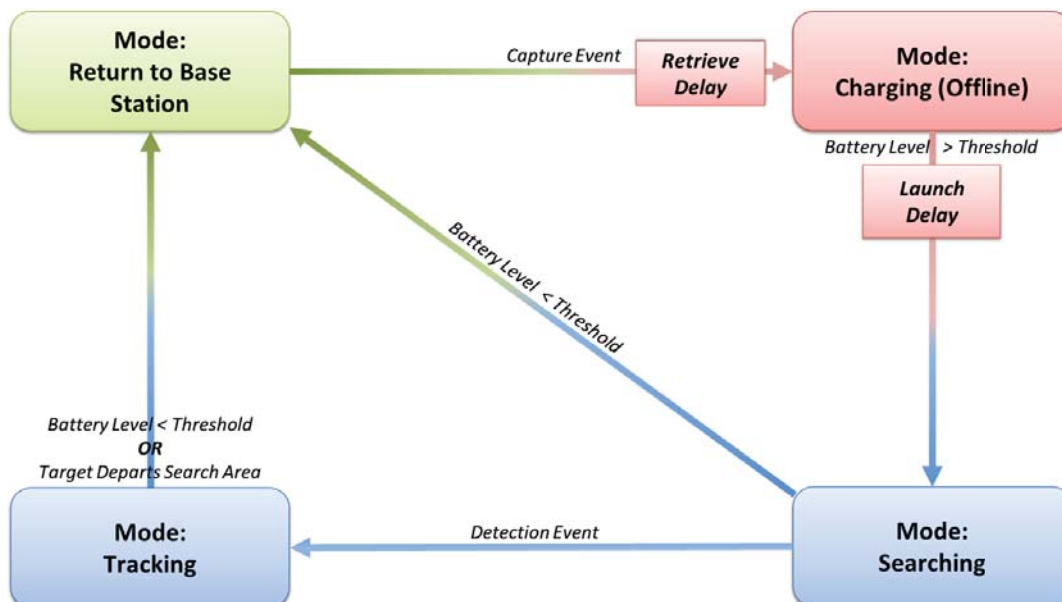 Mode:
Return to Base
Station
Capture Event
Retrieve
Delay
Mode:
Charging (Offline)
Battery Level > Threshold
Launch
Delay
Battery Level < Threshold
Battery Level < Threshold
OR
Target Departs Search Area
Mode:
Tracking
Detection Event
Mode:
Searching